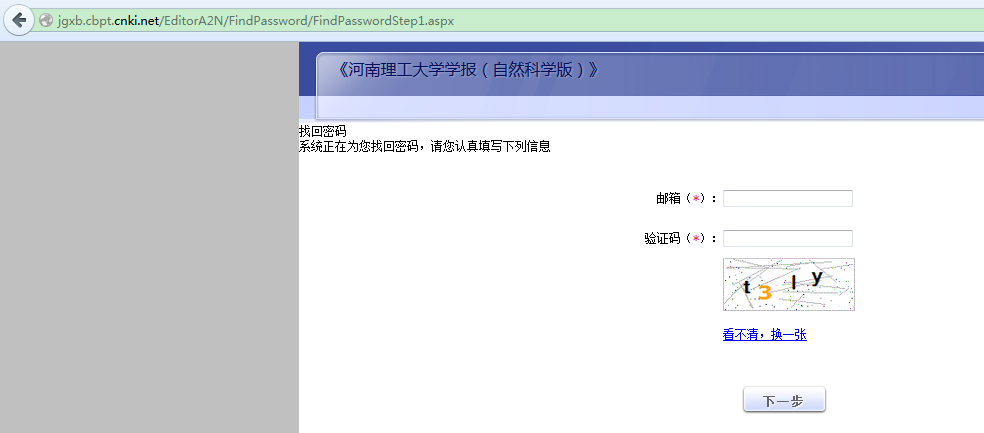 jgxb.cbpt.cnki.net/EditorA2N/FindPassword/FindPasswordStep1.aspx
《河南理工大学学报（自然科学版）》
找回密码
系统正在为您找回密码，请您认真填写下列信息
邮箱（*）：
验证码（*）：
t3ly
看不清，换一张
下一步